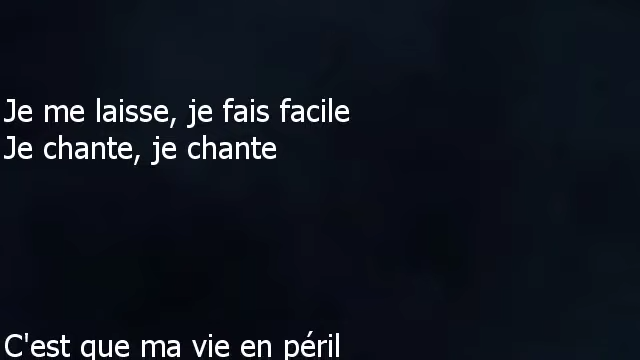 Je me laisse, je fais facile
Je chante, je chante
C'est que ma vie en péril